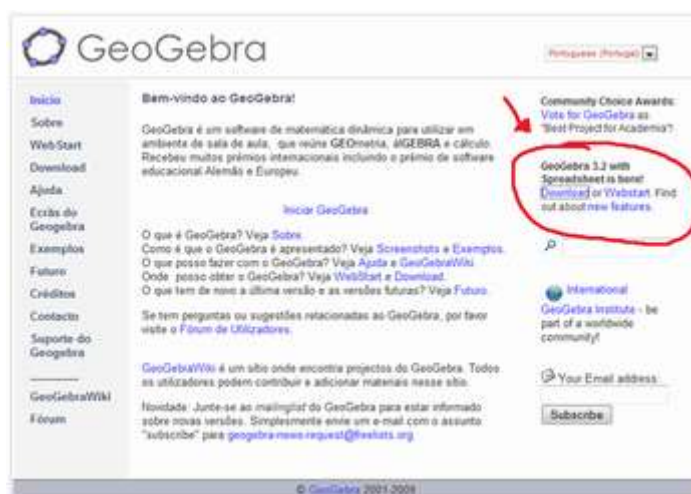 GeoGebra
Portuguese (Portugal)
Início
Sobre
WebStart
Download
Ajuda
Ecrãs do
Geogebra
Exemplos
Futuro
Créditos
Contacto
Suporte do
Geogebra
GeoGebraWiki
Fórum
Bem-vindo ao GeoGebra!
GeoGebra é um software de matemática dinâmica para utilizar em
ambiente de sala de aula, que reúne GEOmetria, álGEBRA e cálculo.
Recebeu muitos prémios internacionais incluindo o prémio de software
educacional Alemão e Europeu.
Iniciar GeoGebra
O que é GeoGebra? Veja Sobre.
Como é que o GeoGebra é apresentado? Veja Screenshots e Exemplos.
O que posso fazer com o GeoGebra? Veja Ajuda e GeoGebraWiki.
Onde posso obter o GeoGebra? Veja WebStart e Download.
O que tem de novo a última versão e as versões futuras? Veja Futuro.
Se tem perguntas ou sugestões relacionadas ao GeoGebra, por favor
visite o Fórum de Utilizadores.
GeoGebraWiki é um sítio onde encontra projectos do GeoGebra. Todos
os utilizadores podem contribuir e adicionar materiais nesse sítio.
Novidade: Junte-se ao mailinglist do GeoGebra para estar informado
sobre novas versões. Simplesmente envie um e-mail com o assunto
"subscribe" para geogebra-news-request@freelists.org
Community Choice Awards:
Vote for GeoGebra as
"Best Project for Academia"!
GeoGebra 3.2 with
Spreadsheet is here!
Download or Webstart. Find
out about new features.
International
GeoGebra Institute - be
part of a worldwide
community!
Your Email address:
Subscribe
© GeoGebra 2001-2009